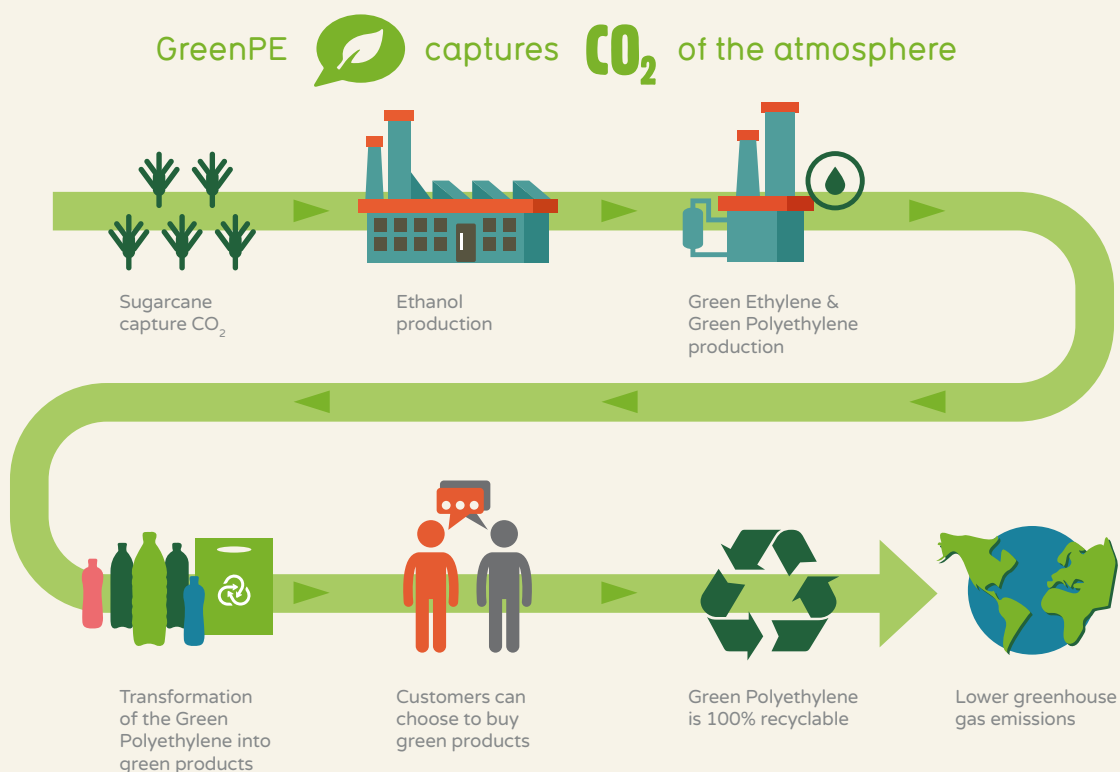 GreenPE captures CO₂ of the atmosphere
Sugarcane
capture CO₂
Ethanol
production
Green Ethylene &
Green Polyethylene
production
Transformation
of the Green
Polyethylene into
green products
Customers can
choose to buy
green products
Green Polyethylene
is 100% recyclable
Lower greenhouse
gas emissions